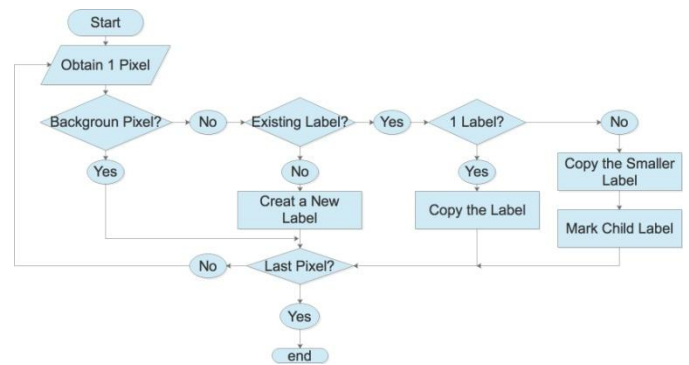 Start
Obtain 1 Pixel
Backgroun Pixel?
No
Existing Label?
Yes
1 Label?
No
Yes
No
Yes
Copy the Smaller
Label
Creat a New
Label
Copy the Label
Mark Child Label
No
Last Pixel?
Yes
end